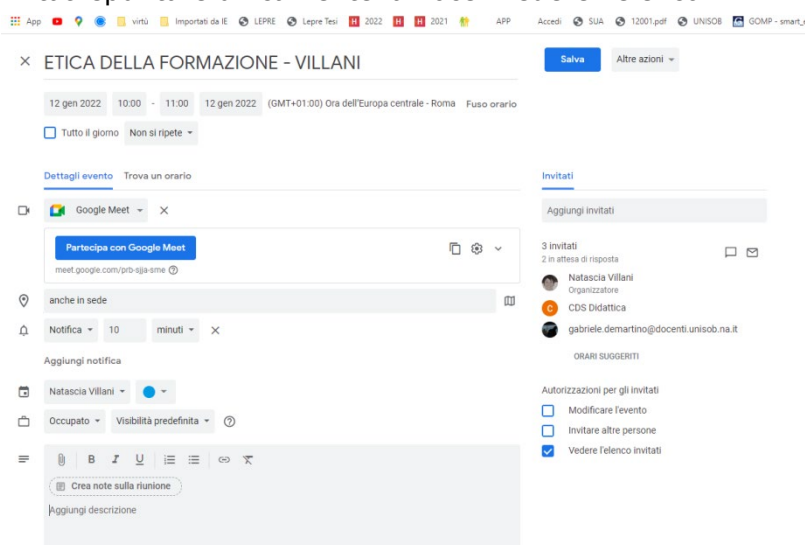 App
virtù
Importati da IE
LEPRE
Lepre Tesi
2022
2021
APP
Accedi
SUA
12001.pdf
UNISOB
GOMP - smart_e
ETICA DELLA FORMAZIONE - VILLANI
Salva
Altre azioni
12 gen 2022 10:00 - 11:00 12 gen 2022 (GMT+01:00) Ora dell'Europa centrale - Roma Fuso orario
Tutto il giorno Non si ripete
Dettagli evento Trova un orario
Google Meet
Partecipa con Google Meet
meet.google.com/prb-sjja-sme
anche in sede
Notifica 10 minuti
Aggiungi notifica
Natascia Villani
Occupato Visibilità predefinita
B I U
Crea note sulla riunione
Aggiungi descrizione
Invitati
Aggiungi invitati
3 invitati
2 in attesa di risposta
Natascia Villani
Organizzatore
C CDS Didattica
gabriele.demartino@docenti.unisob.na.it
ORARI SUGGERITI
Autorizzazioni per gli invitati
Modificare l'evento
Invitare altre persone
Vedere l'elenco invitati